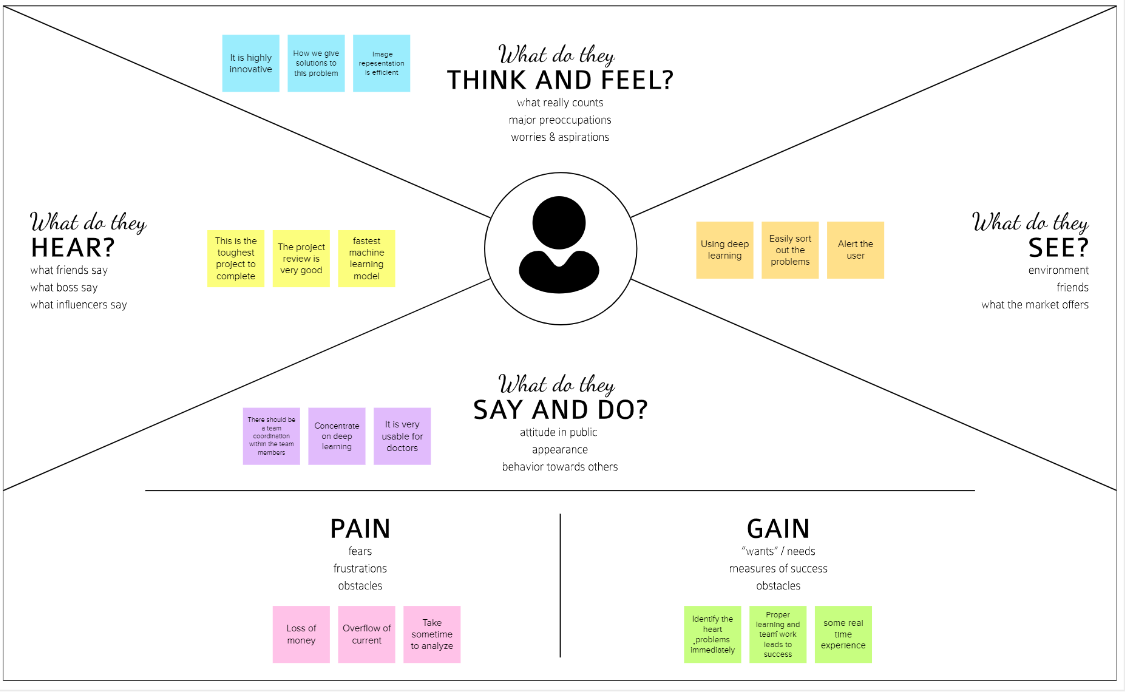 It is highly
innovative
How we give
solutions to
this problem
Image
repesentation
is efficient
What do they
THINK AND FEEL?
what really counts
major preoccupations
worries & aspirations
What do they
HEAR?
what friends say
what boss say
what influencers say
This is the
toughest
project to
complete
The project
review is
very good
fastest
machine
learning
model
Using deep
learning
Easily sort
out the
problems
Alert the
user
What do they
SEE?
environment
friends
what the market offers
What do they
SAY AND DO?
attitude in public
appearance
behavior towards others
There should be
a team
coordination
within the team
members
Concentrate
on deep
learning
It is very
usable for
doctors
PAIN
fears
frustrations
obstacles
Loss of
money
Overflow of
current
Take
sometime
to analyze
GAIN
"wants" / needs
measures of success
obstacles
Identify the
heart
problems
immediately
Proper
learning and
team work
leads to
success
some real
time
experience